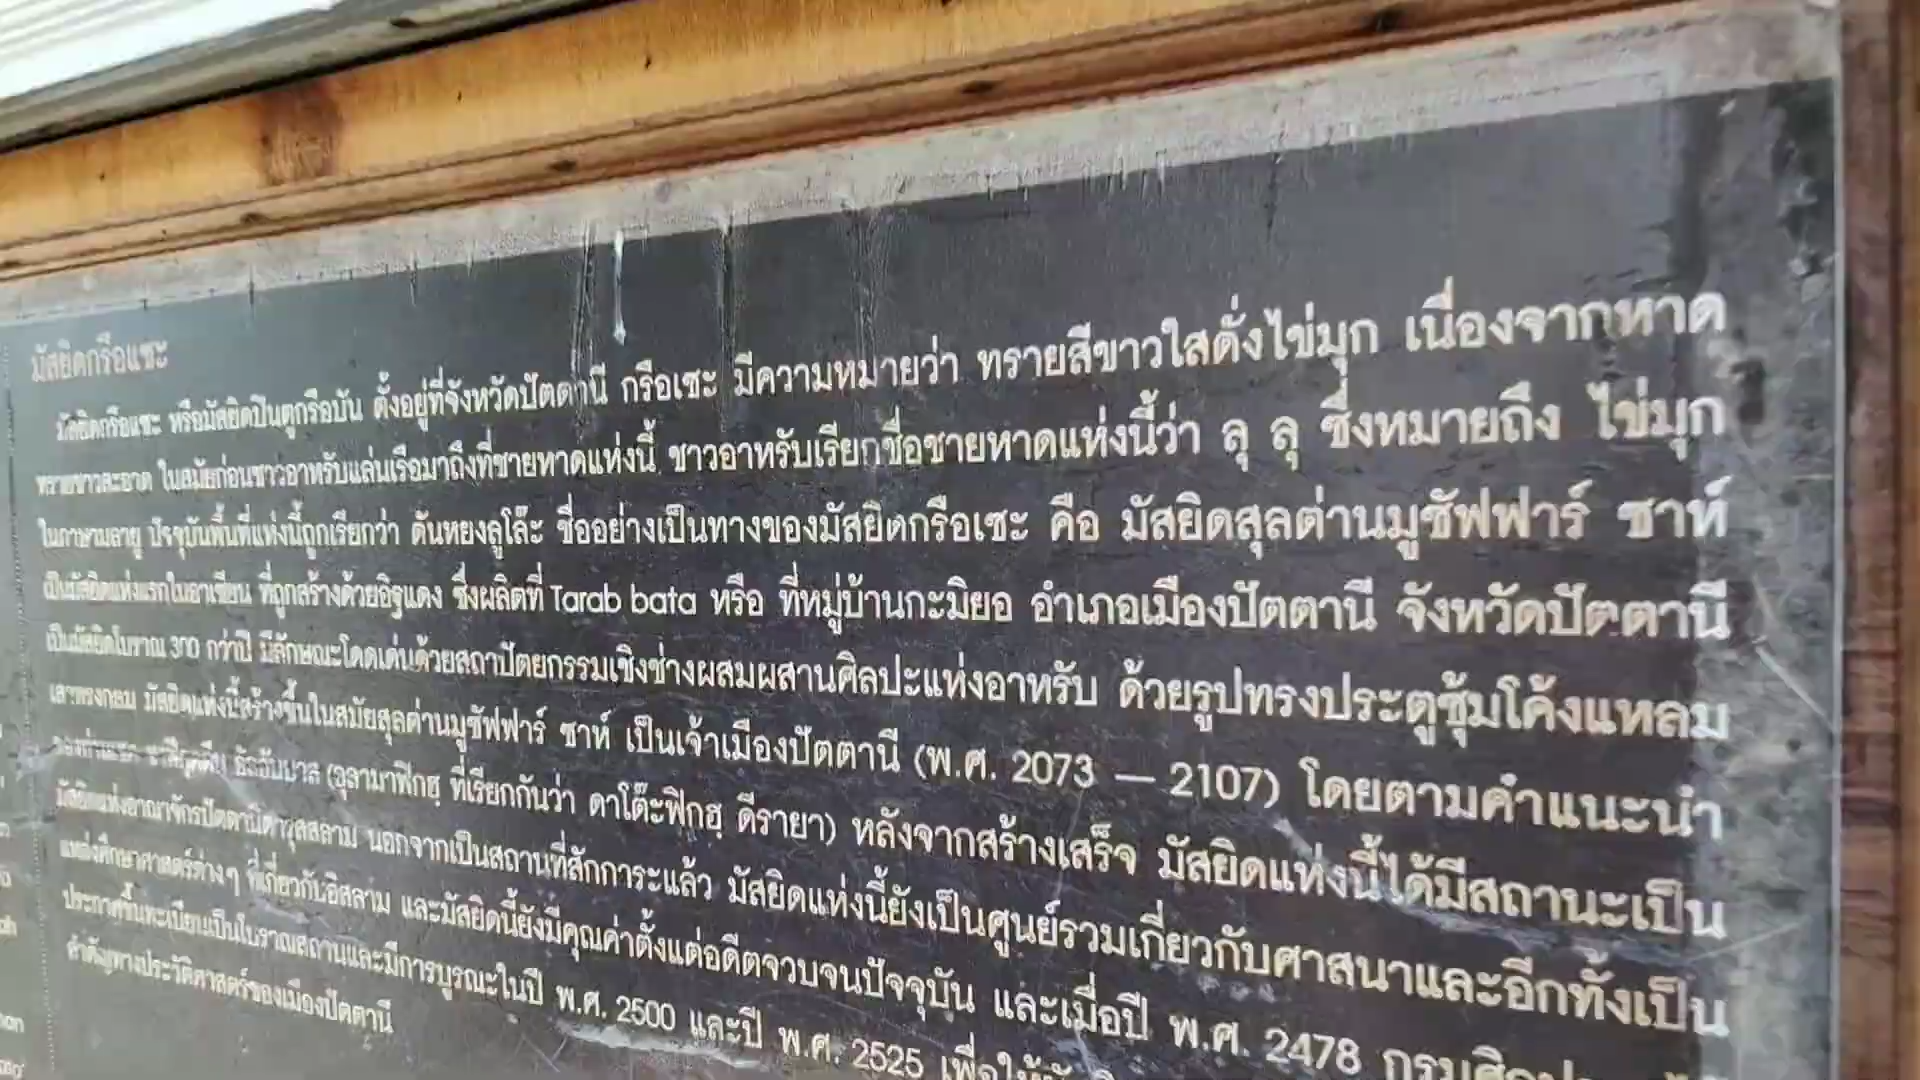 มัสยิดกรือเซะ
มัสยิดกรือเซะ หรือมัสยิดปินตูกรือบัน ตั้งอยู่ที่จังหวัดปัตตานี กรือเซะ มีความหมายว่า ทรายสีขาวใสดั่งไข่มุก เนื่องจากหาด
ทรายขาวสะอาด ในสมัยก่อนชาวอาหรับแล่นเรือมาถึงที่ชายหาดแห่งนี้ ชาวอาหรับเรียกชื่อชายหาดแห่งนี้ว่า ลุ ลุ ซึ่งหมายถึง ไข่มุก
ในภาษามลายู ปัจจุบันพื้นที่แห่งนี้ถูกเรียกว่า ตันหยงลูโล๊ะ ชื่ออย่างเป็นทางของมัสยิดกรือเซะ คือ มัสยิดสุลต่านมูซัฟฟาร์ ชาห์
เป็นมัสยิดแห่งแรกในอาเซียน ที่ถูกสร้างด้วยอิฐแดง ซึ่งผลิตที่ Tarab bata หรือ ที่หมู่บ้านกะมิยอ อำเภอเมืองปัตตานี จังหวัดปัตตานี
เป็นมัสยิดโบราณ 300 กว่าปี มีลักษณะโดดเด่นด้วยสถาปัตยกรรมเชิงช่างผสมผสานศิลปะแห่งอาหรับ ด้วยรูปทรงประตูซุ้มโค้งแหลม
เสาทรงกลม มัสยิดแห่งนี้สร้างขึ้นในสมัยสุลต่านมูซัฟฟาร์ ชาห์ เป็นเจ้าเมืองปัตตานี (พ.ศ. 2073 – 2107) โดยตามคำแนะนำ
(อุลามาฟิกฮฺ ที่เรียกกันว่า ดาโต๊ะฟิกฮฺ ดีรายา) หลังจากสร้างเสร็จ มัสยิดแห่งนี้ได้มีสถานะเป็น
มัสยิดแห่งอาณาจักรปัตตานีดารุสสลาม นอกจากเป็นสถานที่สักการะแล้ว มัสยิดแห่งนี้ยังเป็นศูนย์รวมเกี่ยวกับศาสนาและอีกทั้งเป็น
แหล่งศึกษาศาสตร์ต่างๆ ที่เกี่ยวกับอิสลาม และมัสยิดนี้ยังมีคุณค่าตั้งแต่อดีตจวบจนปัจจุบัน และเมื่อปี พ.ศ. 2478
ประกาศขึ้นทะเบียนเป็นโบราณสถานและมีการบูรณะในปี พ.ศ. 2500 และปี พ.ศ. 2525
สำคัญทางประวัติศาสตร์ของเมืองปัตตานี